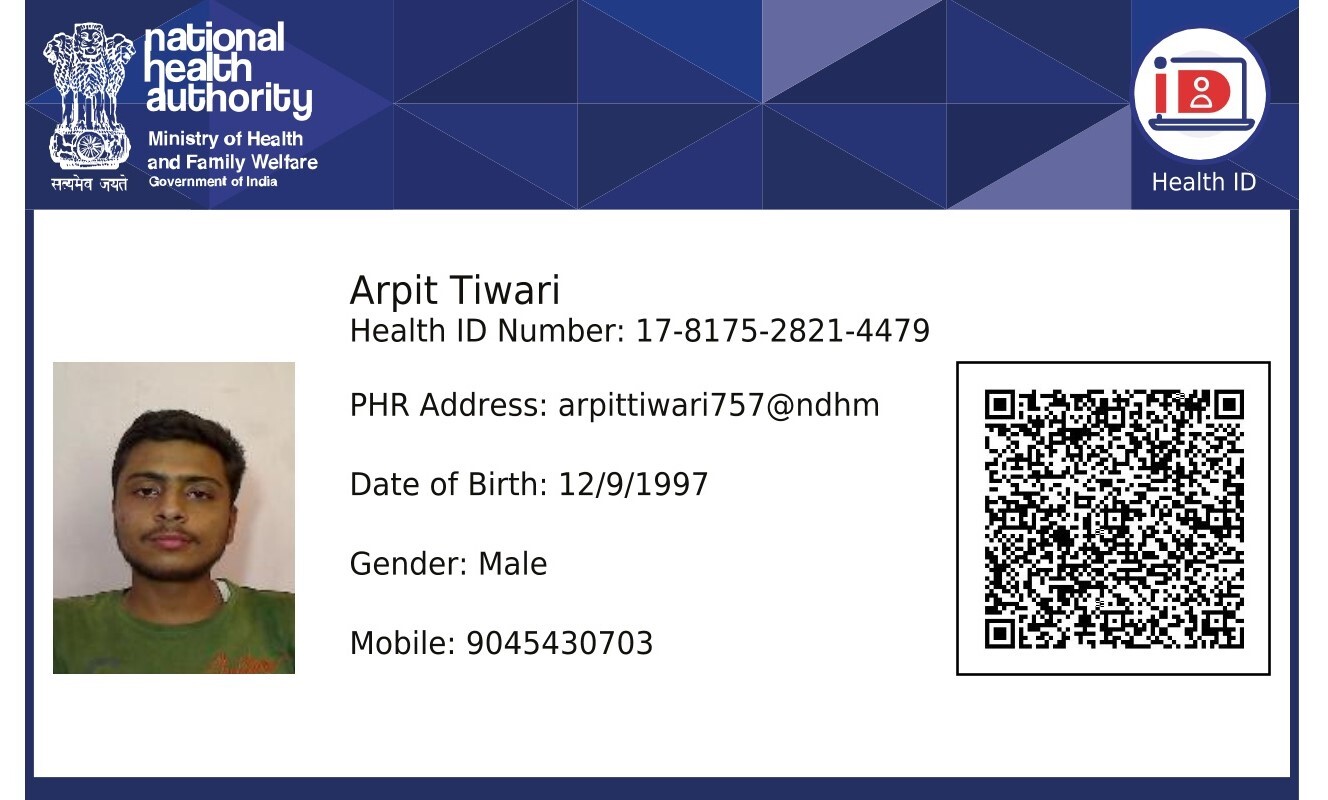 national
health
authority
Ministry of Health
and Family Welfare
Government of India
सत्यमेव जयते
iD
Health ID
Arpit Tiwari
Health ID Number: 17-8175-2821-4479
PHR Address: arpittiwari757@ndhm
Date of Birth: 12/9/1997
Gender: Male
Mobile: 9045430703